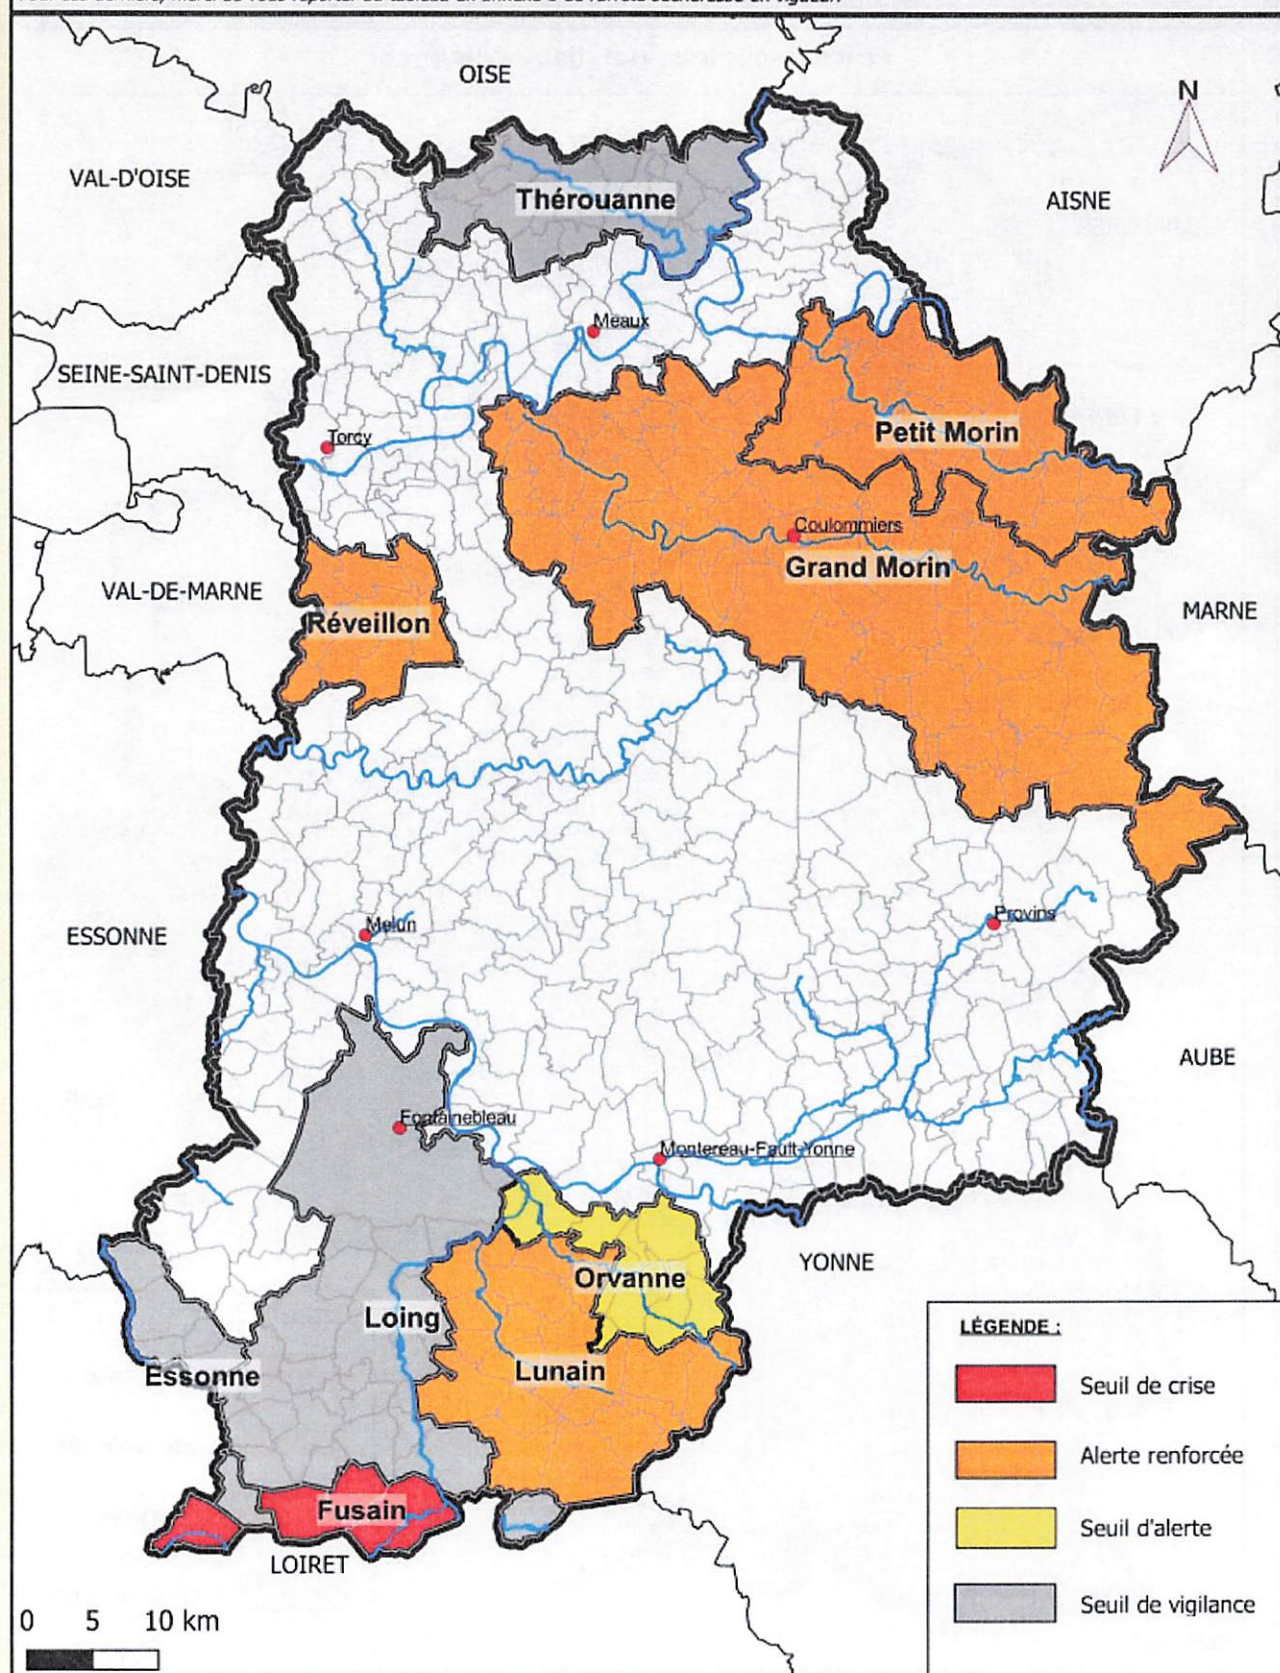 OISE
N
VAL-D'OISE
Thérouanne
AISNE
Meaux
SEINE-SAINT-DENIS
Torcy
Petit Morin
Coulommiers
Grand Morin
VAL-DE-MARNE
Réveillon
MARNE
Provins
Melun
ESSONNE
AUBE
Fontainebleau
Montereau-Fault-Yonne
YONNE
Orvanne
Loing
Lunain
Essonne
LÉGENDE :
Seuil de crise
Alerte renforcée
Seuil d'alerte
Seuil de vigilance
Fusain
LOIRET
0 5 10 km